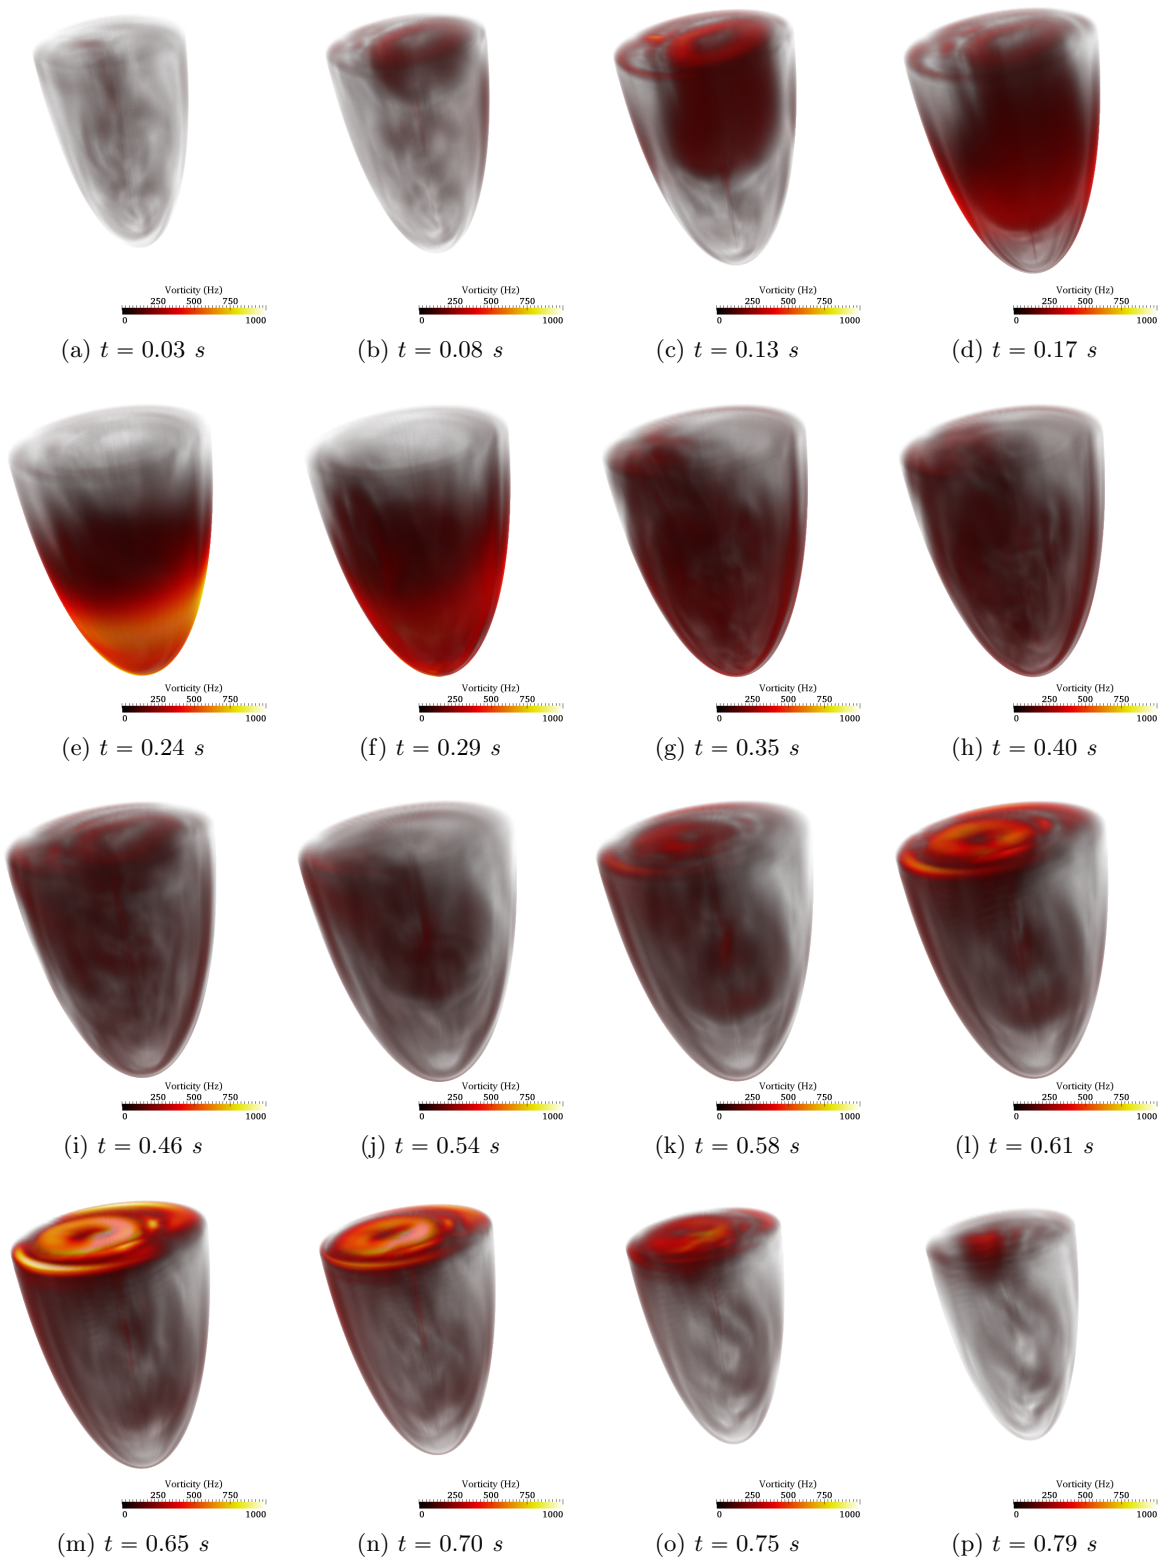 Vorticity (Hz) Vorticity (Hz) Vorticity (Hz) Vorticity (Hz)
250 500 750 250 500 750 250 500 750 250 500 750
0 1000 0 1000 0 1000 0 1000
(a) t = 0.03 s (b) t = 0.08 s (c) t = 0.13 s (d) t = 0.17 s
Vorticity (Hz) Vorticity (Hz) Vorticity (Hz) Vorticity (Hz)
250 500 750 250 500 750 250 500 750 250 500 750
0 1000 0 1000 0 1000 0 1000
(e) t = 0.24 s (f) t = 0.29 s (g) t = 0.35 s (h) t = 0.40 s
Vorticity (Hz) Vorticity (Hz) Vorticity (Hz) Vorticity (Hz)
250 500 750 250 500 750 250 500 750 250 500 750
0 1000 0 1000 0 1000 0 1000
(i) t = 0.46 s (j) t = 0.54 s (k) t = 0.58 s (l) t = 0.61 s
Vorticity (Hz) Vorticity (Hz) Vorticity (Hz) Vorticity (Hz)
250 500 750 250 500 750 250 500 750 250 500 750
0 1000 0 1000 0 1000 0 1000
(m) t = 0.65 s (n) t = 0.70 s (o) t = 0.75 s (p) t = 0.79 s